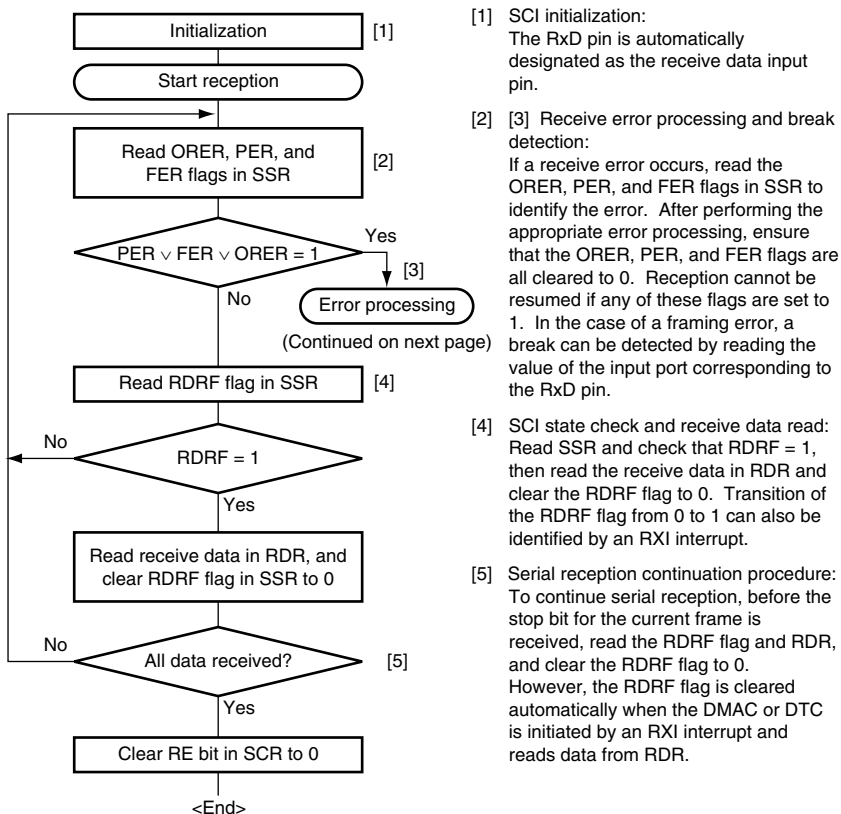 Initialization [1]
Start reception
Read ORER, PER, and
FER flags in SSR
[2]
PER ∨ FER ∨ ORER = 1
Yes
[3]
No
Error processing
(Continued on next page)
Read RDRF flag in SSR [4]
No
RDRF = 1
Yes
Read receive data in RDR, and
clear RDRF flag in SSR to 0
No
All data received? [5]
Yes
Clear RE bit in SCR to 0
<End>
[1] SCI initialization:
The RxD pin is automatically
designated as the receive data input
pin.
[2] [3] Receive error processing and break
detection:
If a receive error occurs, read the
ORER, PER, and FER flags in SSR to
identify the error. After performing the
appropriate error processing, ensure
that the ORER, PER, and FER flags are
all cleared to 0. Reception cannot be
resumed if any of these flags are set to
1. In the case of a framing error, a
break can be detected by reading the
value of the input port corresponding to
the RxD pin.
[4] SCI state check and receive data read:
Read SSR and check that RDRF = 1,
then read the receive data in RDR and
clear the RDRF flag to 0. Transition of
the RDRF flag from 0 to 1 can also be
identified by an RXI interrupt.
[5] Serial reception continuation procedure:
To continue serial reception, before the
stop bit for the current frame is
received, read the RDRF flag and RDR,
and clear the RDRF flag to 0.
However, the RDRF flag is cleared
automatically when the DMAC or DTC
is initiated by an RXI interrupt and
reads data from RDR.